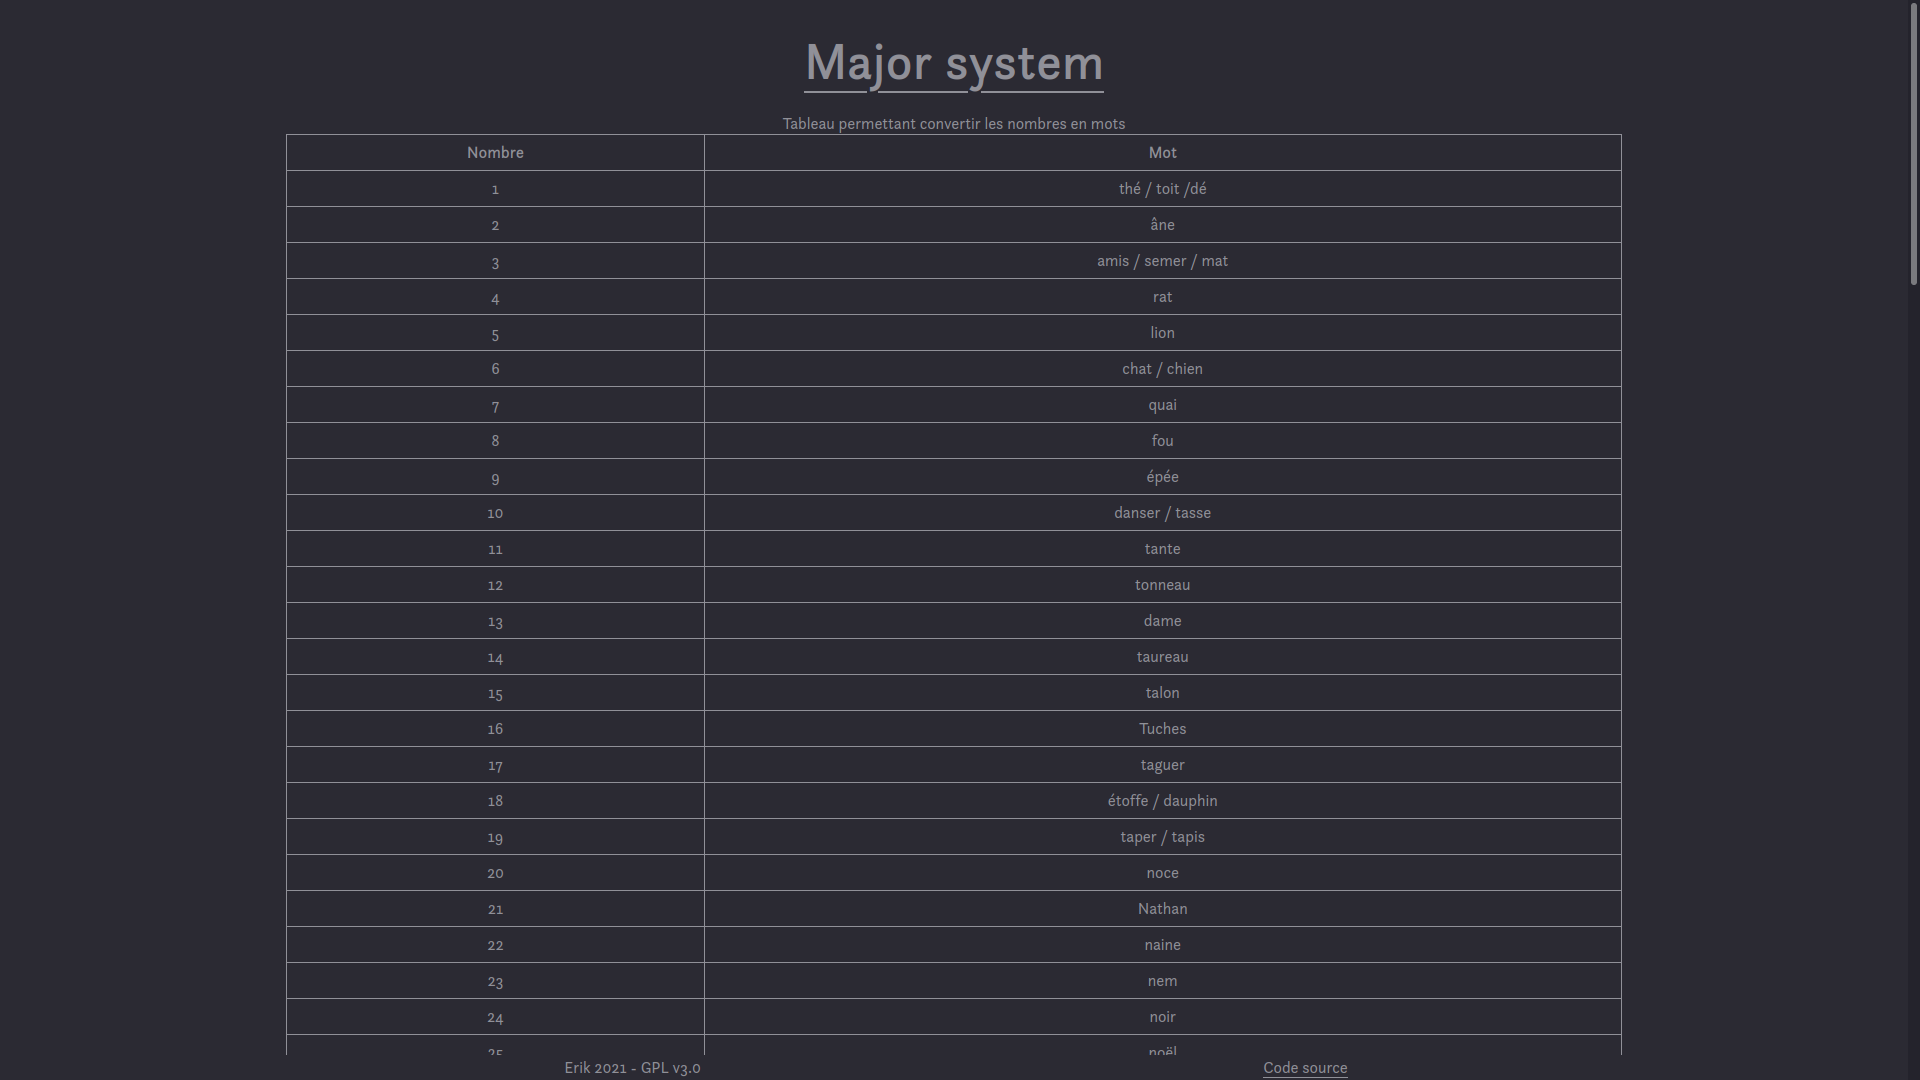 Major system
Tableau permettant convertir les nombres en mots
Nombre Mot
1 thé / toit /dé
2 âne
3 amis / semer / mat
4 rat
5 lion
6 chat / chien
7 quai
8 fou
9 épée
10 danser / tasse
11 tante
12 tonneau
13 dame
14 taureau
15 talon
16 Tuches
17 taguer
18 étoffe / dauphin
19 taper / tapis
20 noce
21 Nathan
22 naine
23 nem
24 noir
25 noël
Erik 2021 - GPL v3.0 Code source